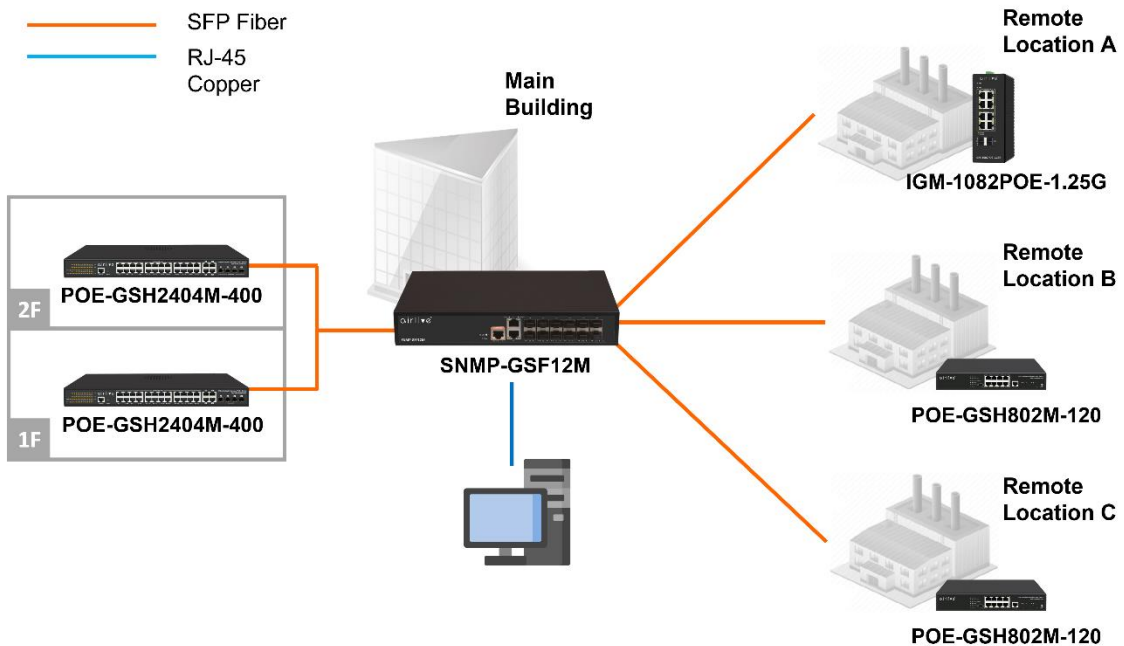 SFP Fiber
RJ-45
Copper
Main
Building
Remote
Location A
IGM-1082POE-1.25G
2F
POE-GSH2404M-400
1F
POE-GSH2404M-400
airlive
SNMP-GSF12M
Remote
Location B
POE-GSH802M-120
Remote
Location C
POE-GSH802M-120